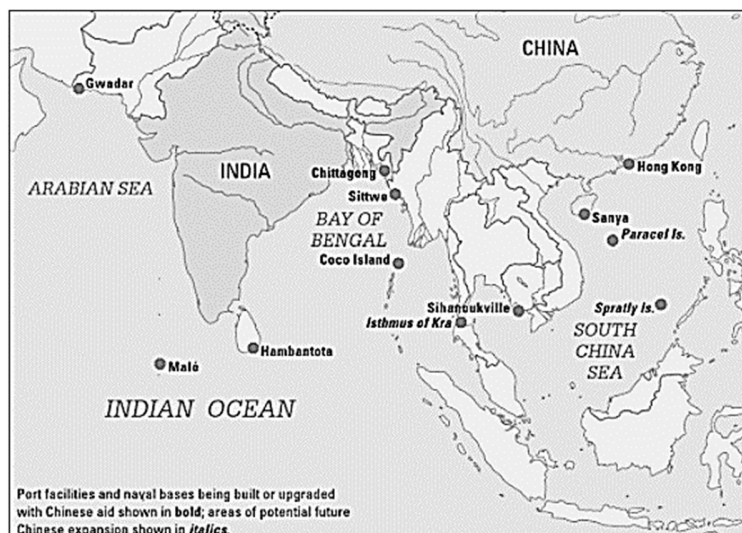 CHINA
Gwadar
INDIA
Chittagong
Hong Kong
ARABIAN SEA
Sittwe
Sanya
BAY OF
BENGAL
Paracel Is.
Coco Island
Sihanoukville
Spratly Is.
Isthmus of Kra
SOUTH
CHINA
SEA
Hambantota
Malé
INDIAN OCEAN
Port facilities and naval bases being built or upgraded
with Chinese aid shown in bold; areas of potential future
Chinese expansion shown in italics.